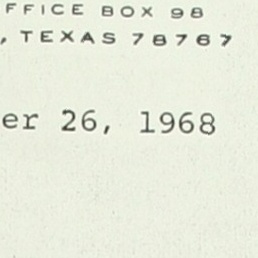 FFICE BOX 98
, TEXAS 78767
er 26, 1968